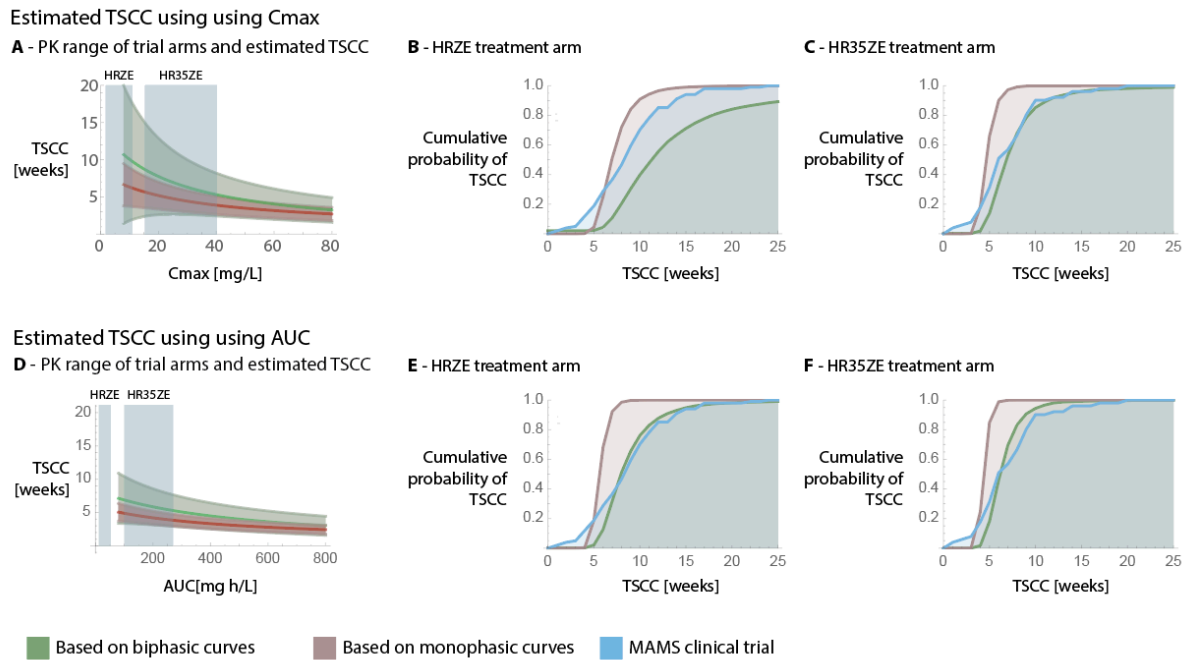 Estimated TSCC using using Cmax
A - PK range of trial arms and estimated TSCC
B - HRZE treatment arm
C - HR35ZE treatment arm
HRZE HR35ZE
20
15
10
5
TSCC
[weeks]
0 20 40 60 80
Cmax [mg/L]
1.0
0.8
0.6
0.4
0.2
Cumulative
probability of
TSCC
0 5 10 15 20 25
TSCC [weeks]
1.0
0.8
0.6
0.4
0.2
Cumulative
probability of
TSCC
0 5 10 15 20 25
TSCC [weeks]
Estimated TSCC using using AUC
D - PK range of trial arms and estimated TSCC
E - HRZE treatment arm
F - HR35ZE treatment arm
HRZE HR35ZE
20
15
10
5
TSCC
[weeks]
200 400 600 800
AUC[mg h/L]
1.0
0.8
0.6
0.4
0.2
Cumulative
probability of
TSCC
0 5 10 15 20 25
TSCC [weeks]
1.0
0.8
0.6
0.4
0.2
Cumulative
probability of
TSCC
0 5 10 15 20 25
TSCC [weeks]
Based on biphasic curves
Based on monophasic curves
MAMS clinical trial